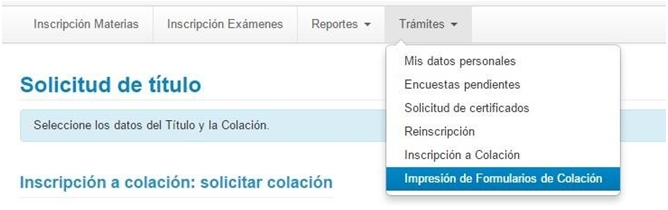 Inscripción Materias Inscripción Exámenes Reportes Trámites
Mis datos personales
Encuestas pendientes
Solicitud de certificados
Reinscripción
Inscripción a Colación
Impresión de Formularios de Colación
Solicitud de título
Seleccione los datos del Título y la Colación.
Inscripción a colación: solicitar colación